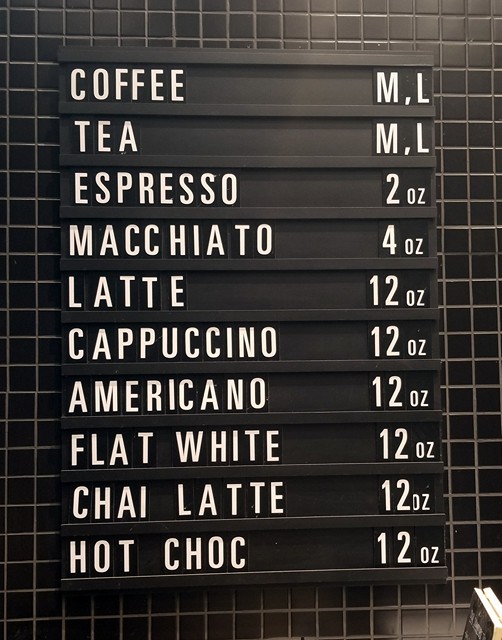 COFFEE M,L
TEA M,L
ESPRESSO 2 oz
MACCHIATO 4 oz
LATTE 12 oz
CAPPUCCINO 12 oz
AMERICANO 12 oz
FLAT WHITE 12 oz
CHAI LATTE 12 oz
HOT CHOC 12 oz